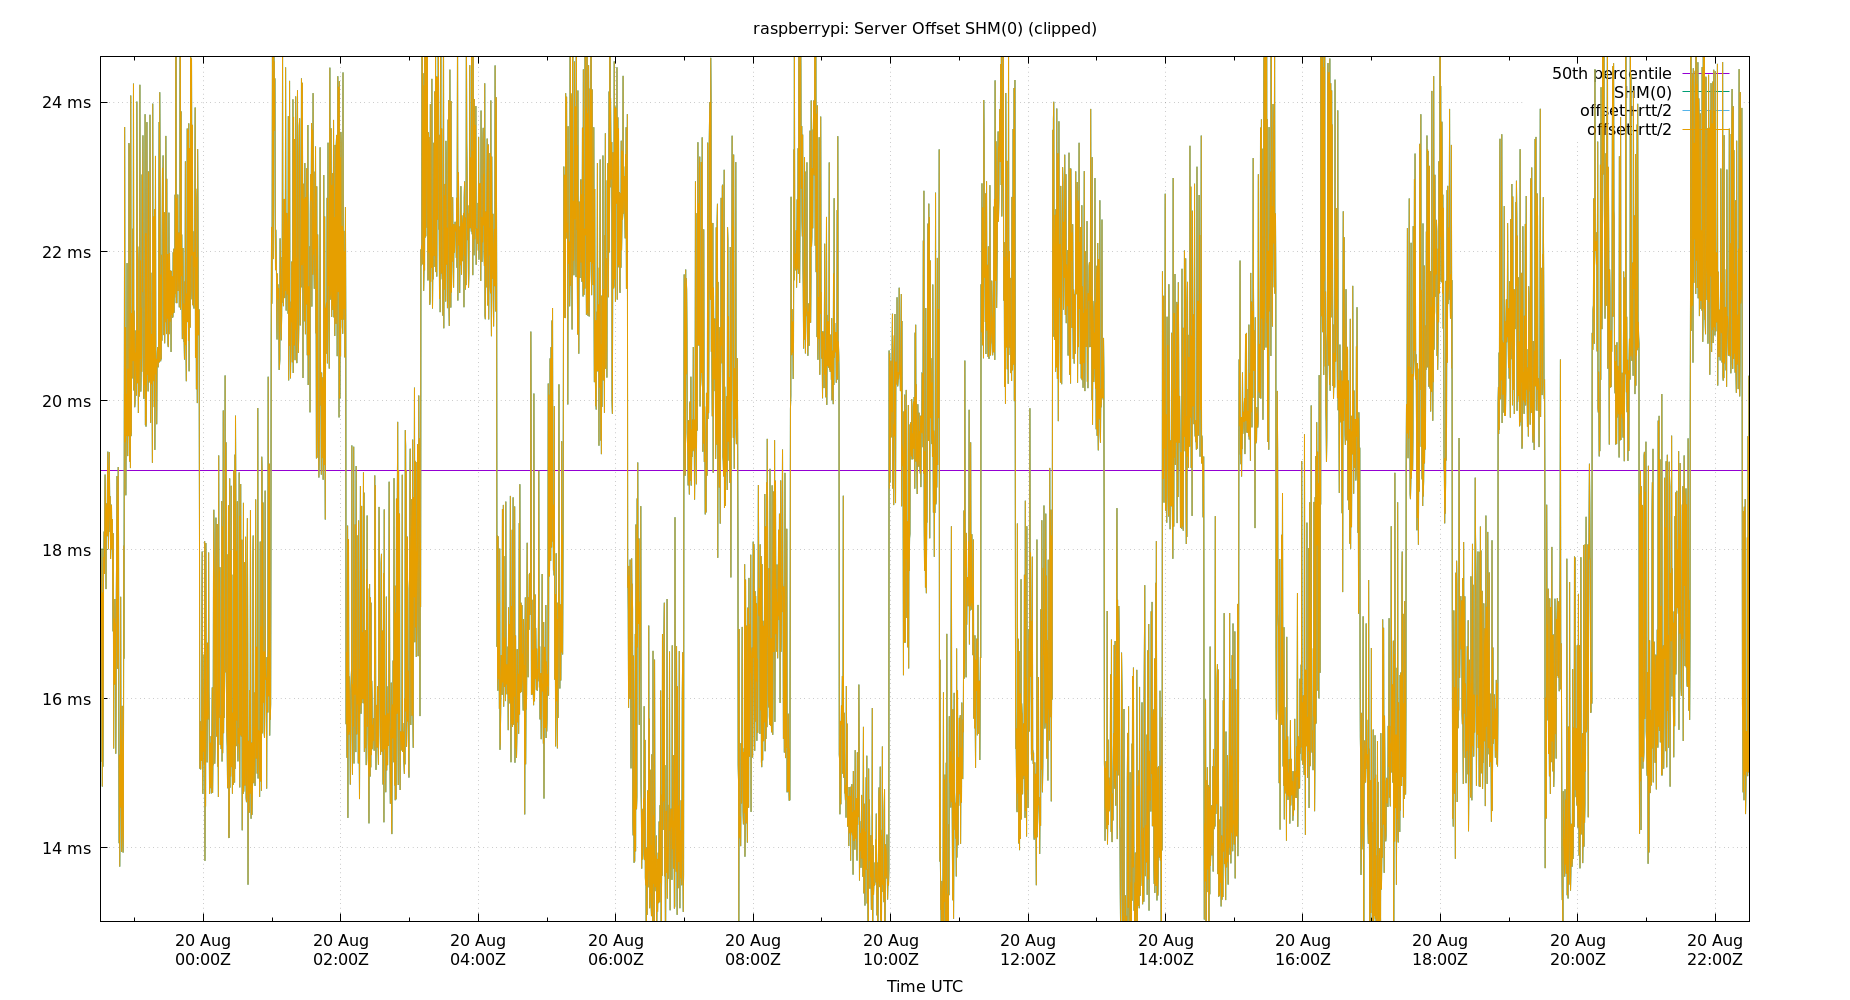 raspberrypi: Server Offset SHM(0) (clipped)
50th percentile
SHM(0)
offset+rtt/2
offset-rtt/2
24 ms
22 ms
20 ms
18 ms
16 ms
14 ms
20 Aug 20 Aug 20 Aug 20 Aug 20 Aug 20 Aug 20 Aug 20 Aug 20 Aug 20 Aug 20 Aug 20 Aug
00:00Z 02:00Z 04:00Z 06:00Z 08:00Z 10:00Z 12:00Z 14:00Z 16:00Z 18:00Z 20:00Z 22:00Z
Time UTC